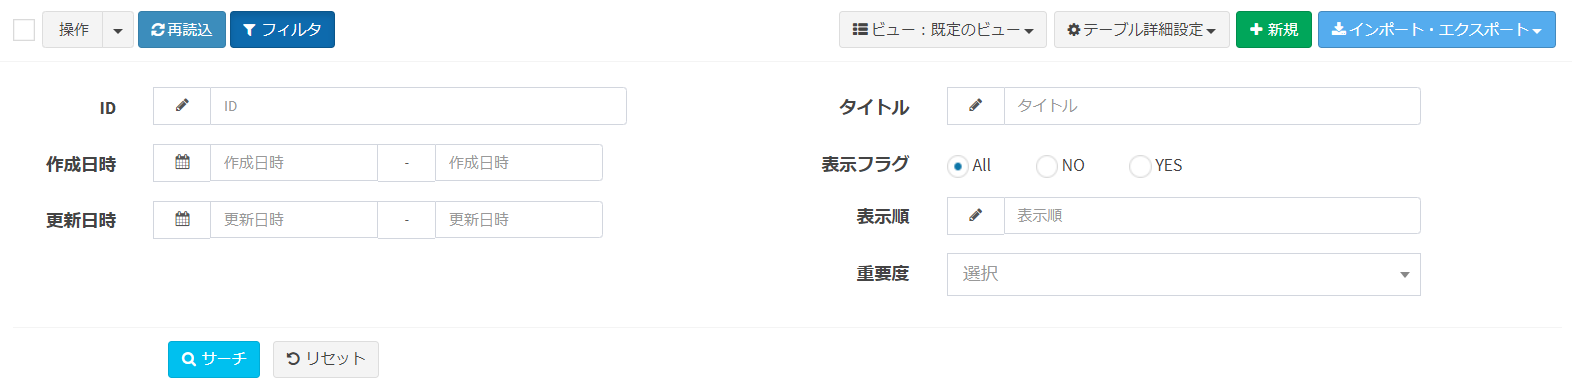 操作 再読込 フィルタ ビュー：既定のビュー テーブル詳細設定 新規 インポート・エクスポート
ID ID
作成日時 作成日時 - 作成日時
更新日時 更新日時 - 更新日時
タイトル タイトル
表示フラグ All NO YES
表示順 表示順
重要度 選択
サーチ リセット